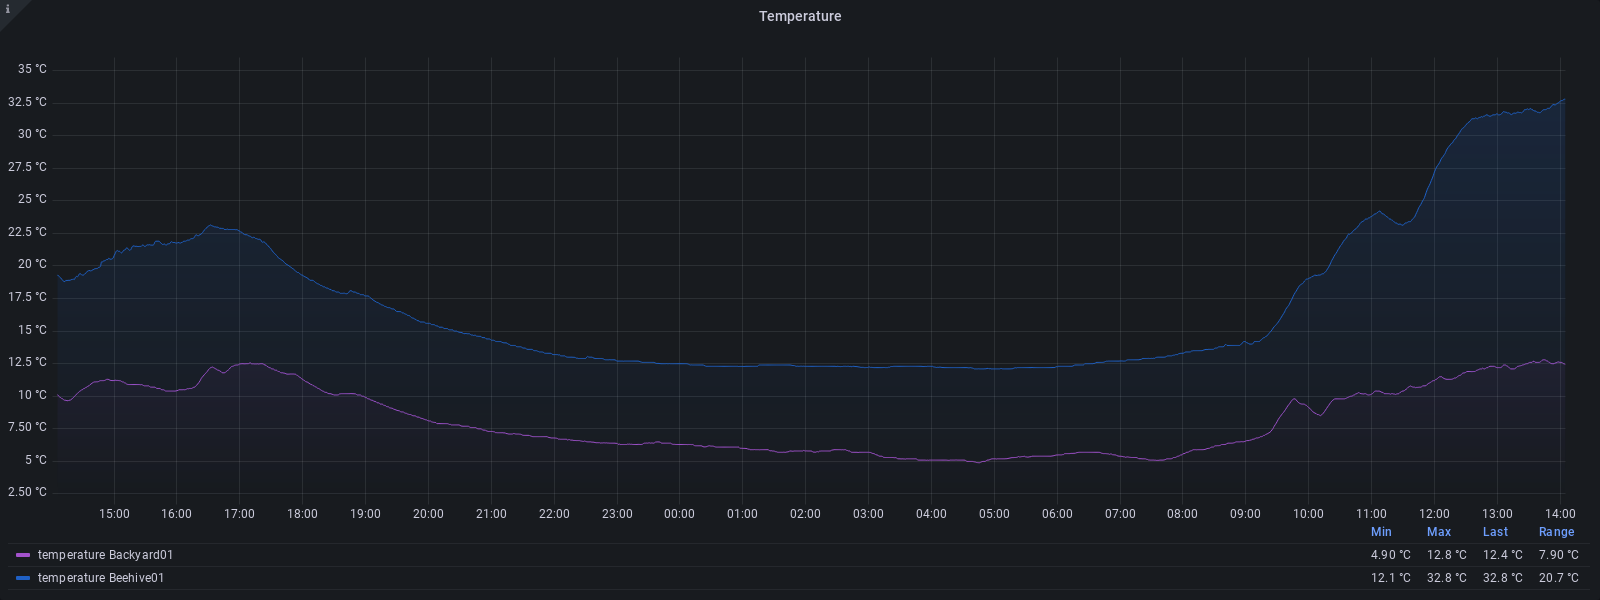 i
Temperature
35 °C
32.5 °C
30 °C
27.5 °C
25 °C
22.5 °C
20 °C
17.5 °C
15 °C
12.5 °C
10 °C
7.50 °C
5 °C
2.50 °C
15:00 16:00 17:00 18:00 19:00 20:00 21:00 22:00 23:00 00:00 01:00 02:00 03:00 04:00 05:00 06:00 07:00 08:00 09:00 10:00 11:00 12:00 13:00 14:00
Min Max Last Range
temperature Backyard01 4.90 °C 12.8 °C 12.4 °C 7.90 °C
temperature Beehive01 12.1 °C 32.8 °C 32.8 °C 20.7 °C